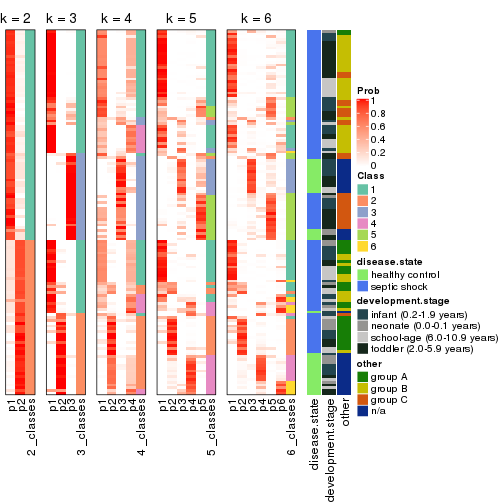 k = 2 k = 3 k = 4 k = 5 k = 6
Prob
1
0.8
0.6
0.4
0.2
0
Class
1
2
3
4
5
6
disease.state
healthy control
septic shock
development.stage
infant (0.2-1.9 years)
neonate (0.0-0.1 years)
school-age (6.0-10.9 years)
toddler (2.0-5.9 years)
other
group A
group B
group C
n/a
p1
p2
2_classes
p1
p2
p3
3_classes
p1
p2
p3
p4
4_classes
p1
p2
p3
p4
p5
5_classes
p1
p2
p3
p4
p5
p6
6_classes
disease.state
development.stage
other